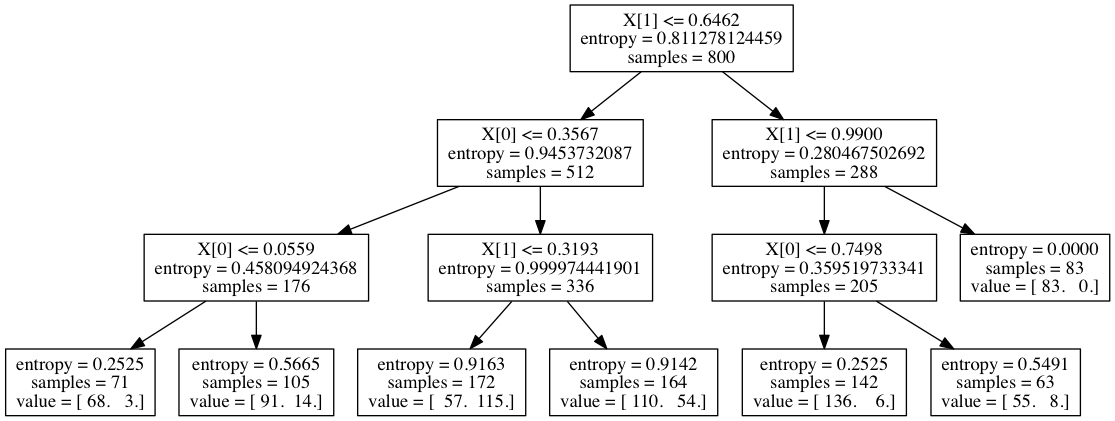 X[1] <= 0.6462
entropy = 0.811278124459
samples = 800
X[0] <= 0.3567
entropy = 0.9453732087
samples = 512
X[1] <= 0.9900
entropy = 0.280467502692
samples = 288
X[0] <= 0.0559
entropy = 0.458094924368
samples = 176
X[1] <= 0.3193
entropy = 0.999974441901
samples = 336
X[0] <= 0.7498
entropy = 0.359519733341
samples = 205
entropy = 0.0000
samples = 83
value = [ 83. 0.]
entropy = 0.2525
samples = 71
value = [ 68. 3.]
entropy = 0.5665
samples = 105
value = [ 91. 14.]
entropy = 0.9163
samples = 172
value = [ 57. 115.]
entropy = 0.9142
samples = 164
value = [ 110. 54.]
entropy = 0.2525
samples = 142
value = [ 136. 6.]
entropy = 0.5491
samples = 63
value = [ 55. 8.]